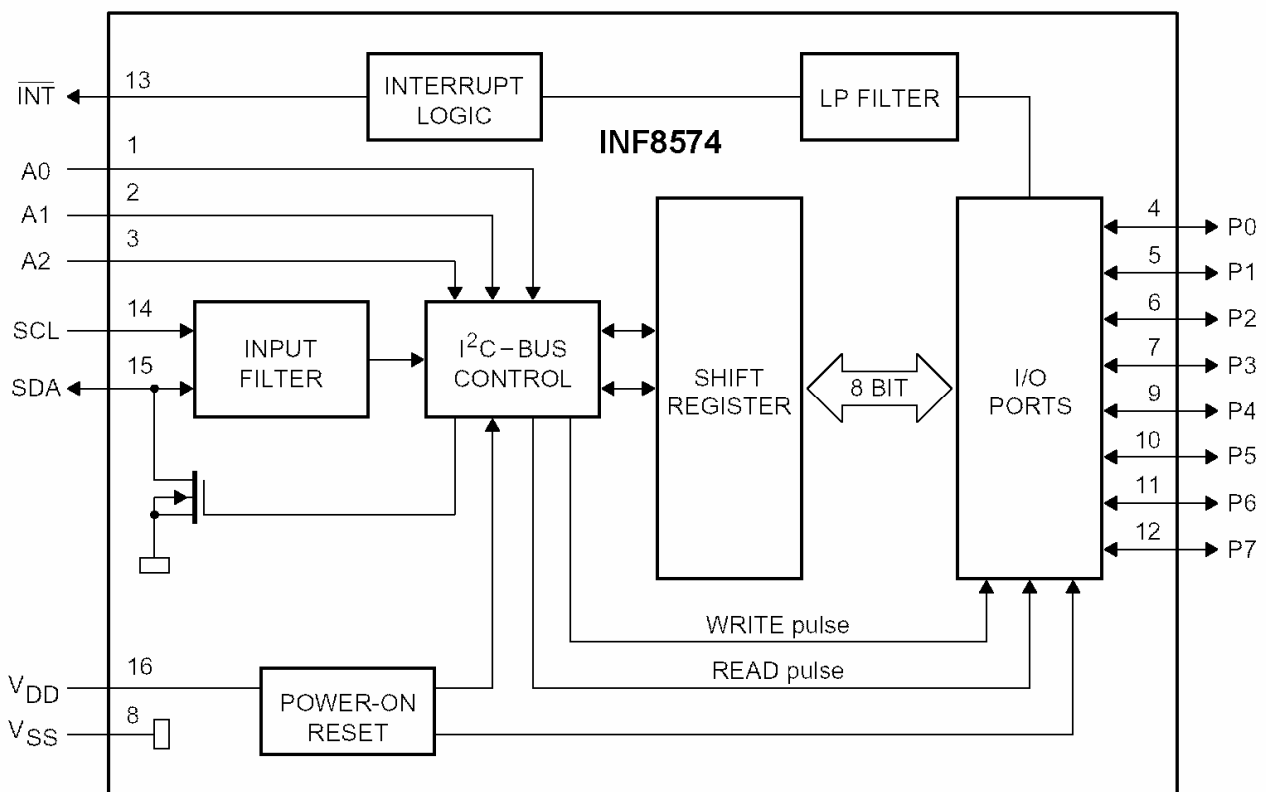 13
INT
INTERRUPT
LOGIC
LP FILTER
INF8574
1
A0
2
A1
3
A2
14
SCL
15
SDA
INPUT
FILTER
I²C–BUS
CONTROL
SHIFT
REGISTER
8 BIT
I/O
PORTS
4
P0
5
P1
6
P2
7
P3
9
P4
10
P5
11
P6
12
P7
WRITE pulse
READ pulse
16
VDD
8
VSS
POWER-ON
RESET